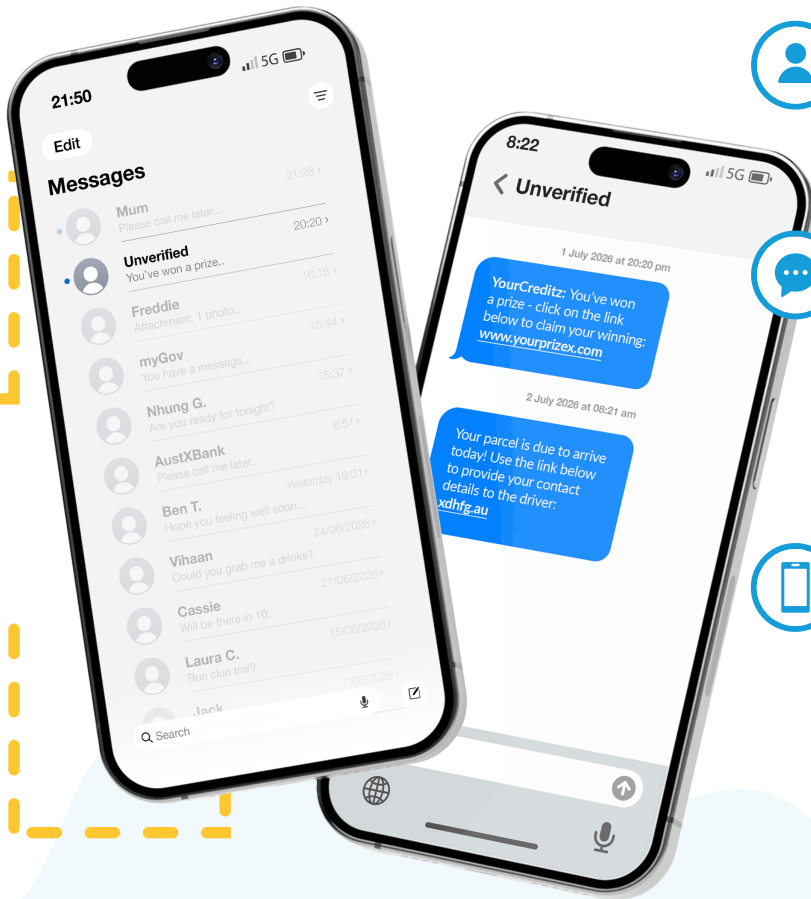 21:50
5G
Edit
Messages
Mum
21:28 >
Please call me later...
Unverified
20:20 >
You've won a prize..
Freddie
16:18 >
Attachment: 1 photo...
myGov
16:44 >
You have a message...
Nhung G.
15:37 >
Are you ready for tonight?
AustXBank
8:51 >
Please call me later...
Ben T.
Yesterday 19:01 >
Hope you feeling well soon...
Vihaan
24/06/2026 >
Could you grab me a drinks?
Cassie
21/06/2026 >
Will be there in 10.
Laura C.
15/06/2026 >
Run clun tmr?
Jack
7/06/2026 >
Search
8:22
5G
Unverified
1 July 2026 at 20:20 pm
YourCreditz: You've won
a prize - click on the link
below to claim your winning:
www.yourprizex.com
2 July 2026 at 08:21 am
Your parcel is due to arrive
today! Use the link below
to provide your contact
details to the driver:
xdhfg.au